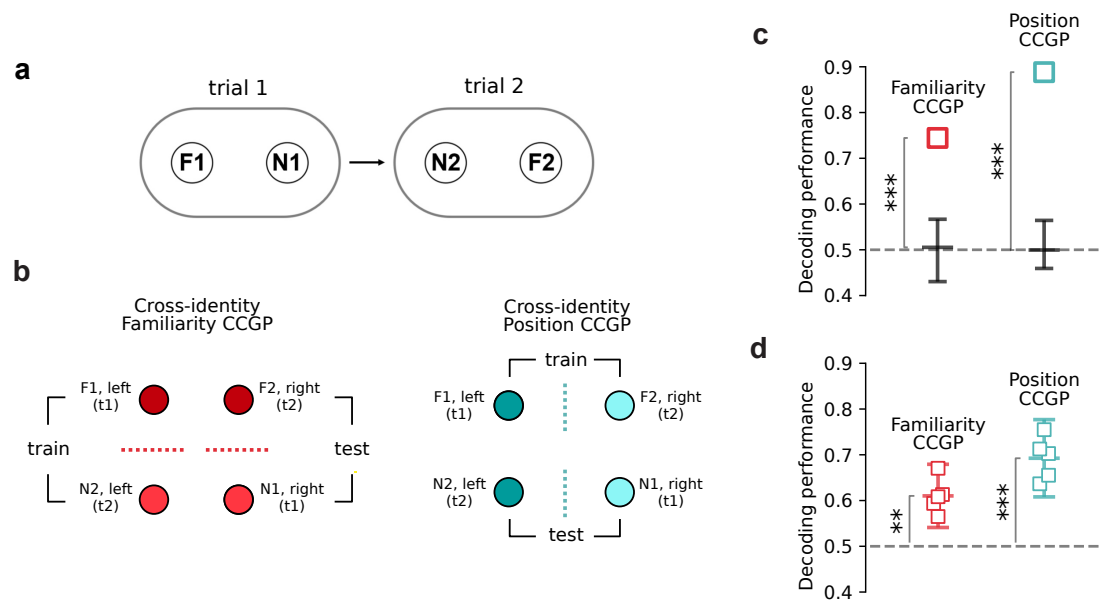 a
trial 1
trial 2
F1
N1
N2
F2
b
Cross-identity
Familiarity CCGP
F1, left
(t1)
F2, right
(t2)
train
test
N2, left
(t2)
N1, right
(t1)
Cross-identity
Position CCGP
train
F1, left
(t1)
F2, right
(t2)
N2, left
(t2)
N1, right
(t1)
test
c
Position
CCGP
Familiarity
CCGP
Decoding performance
0.9
0.8
0.7
0.6
0.5
0.4
***
***
d
Position
CCGP
Familiarity
CCGP
Decoding performance
0.9
0.8
0.7
0.6
0.5
0.4
**
***